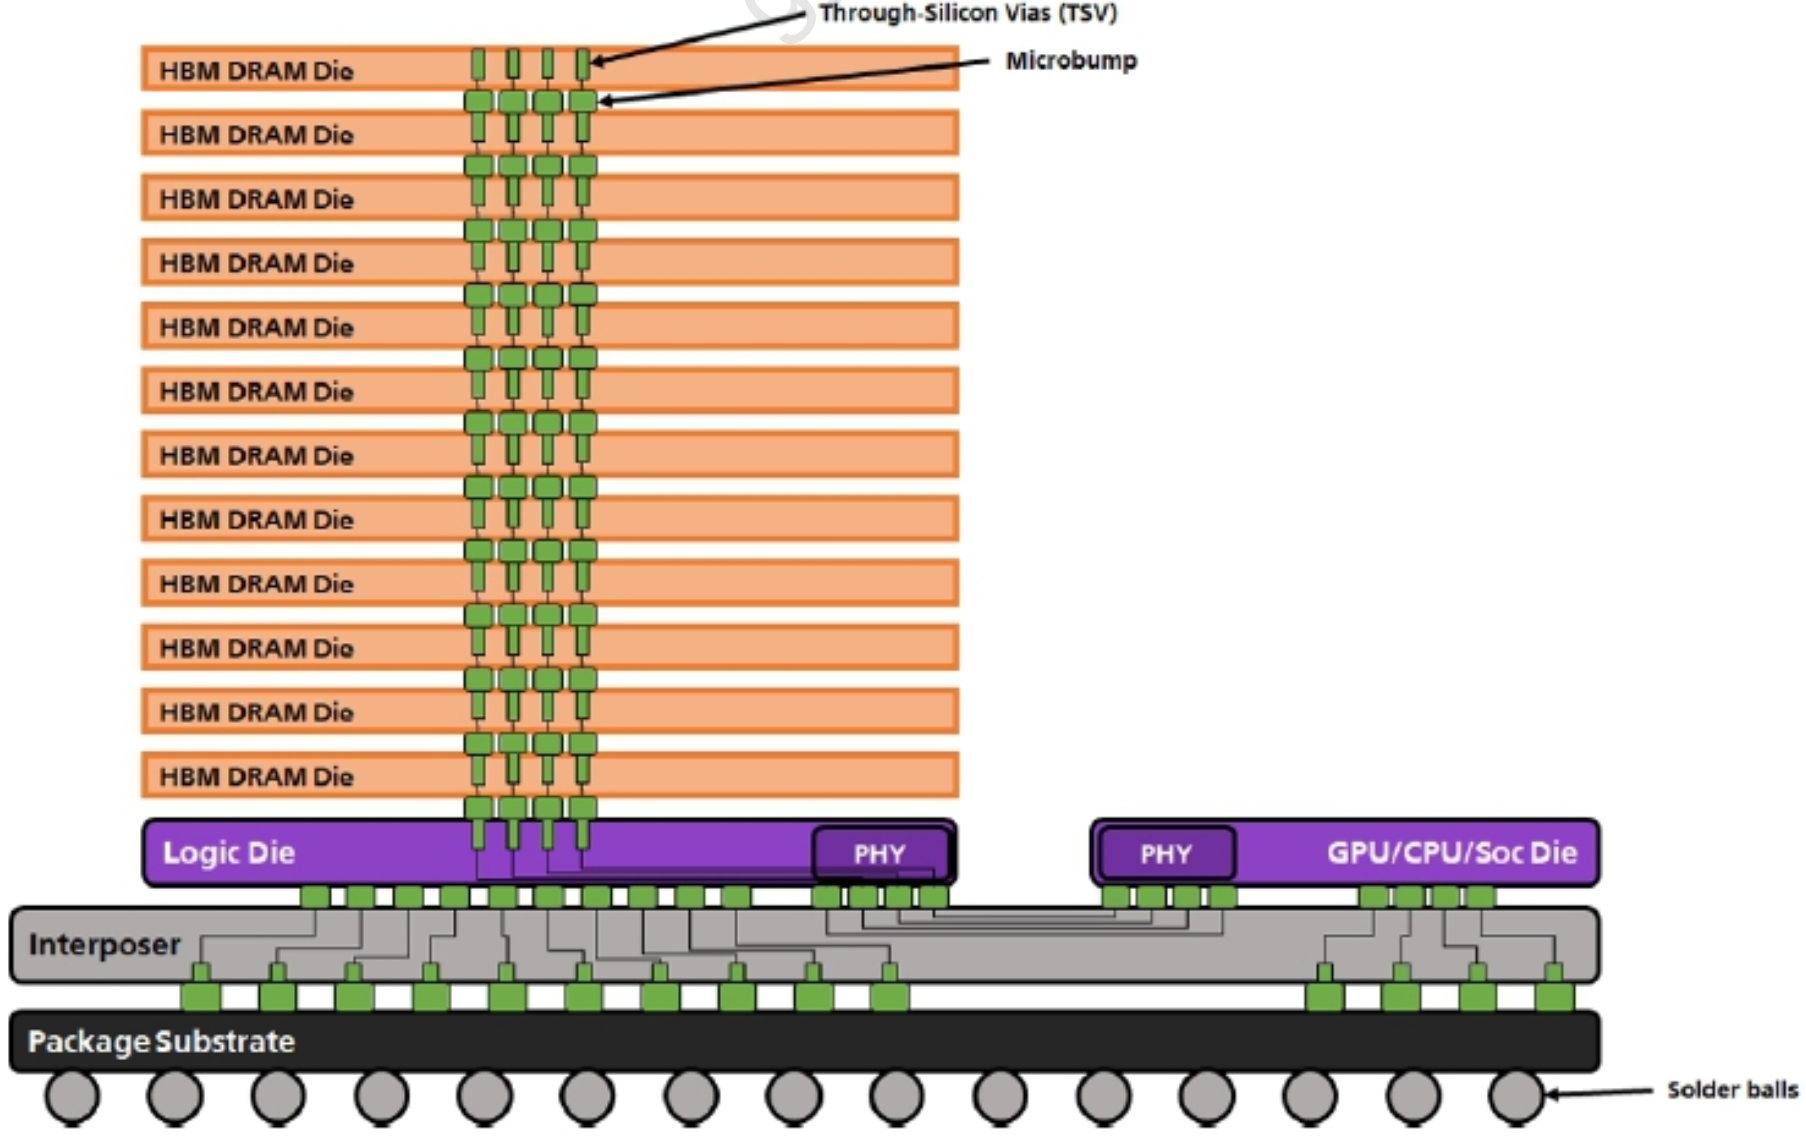 Through-Silicon Vias (TSV)
Microbump
HBM DRAM Die
HBM DRAM Die
HBM DRAM Die
HBM DRAM Die
HBM DRAM Die
HBM DRAM Die
HBM DRAM Die
HBM DRAM Die
HBM DRAM Die
HBM DRAM Die
HBM DRAM Die
HBM DRAM Die
Logic Die
PHY
PHY
GPU/CPU/Soc Die
Interposer
Package Substrate
Solder balls